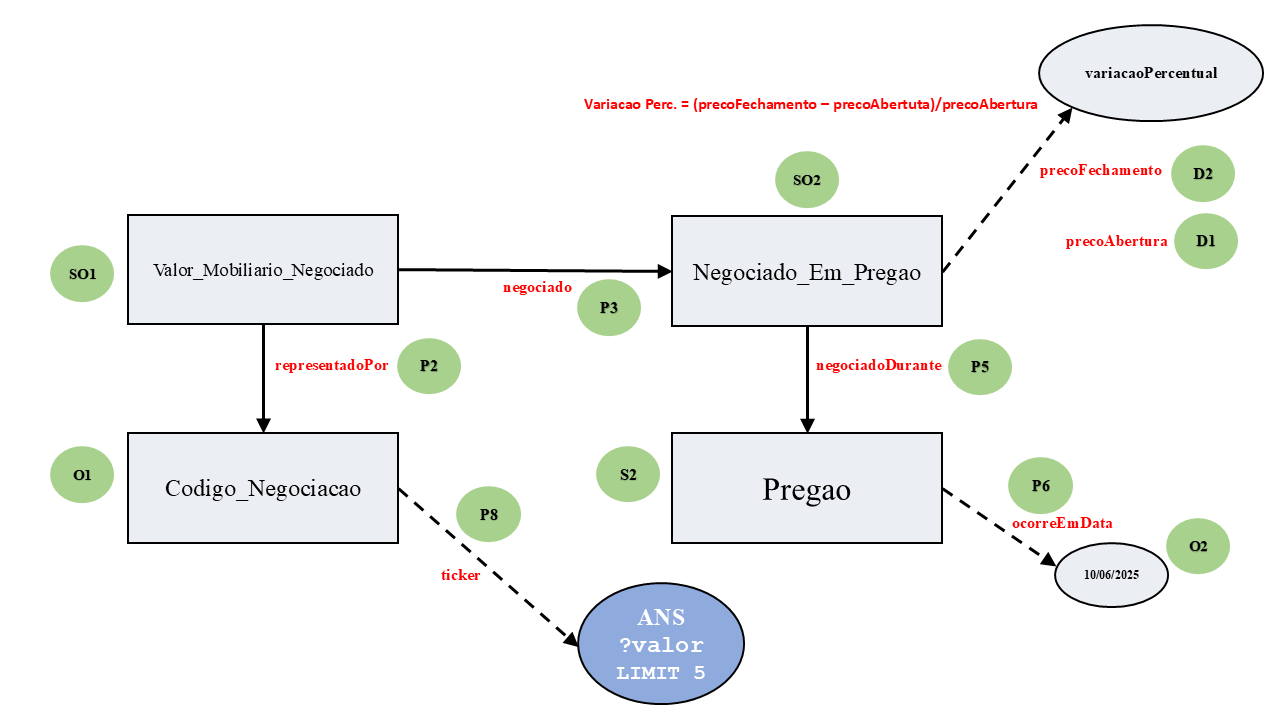 variacaoPercentual
Variacao Perc. = (precoFechamento – precoAbertuta)/precoAbertura
precoFechamento
D2
SO2
precoAbertura
D1
SO1
Valor_Mobiliario_Negociado
Negociado_Em_Pregao
negociado
P3
representadoPor
P2
negociadoDurante
P5
O1
Codigo_Negociacao
S2
Pregao
P6
P8
ocorreEmData
O2
ticker
10/06/2025
ANS
?valor
LIMIT 5